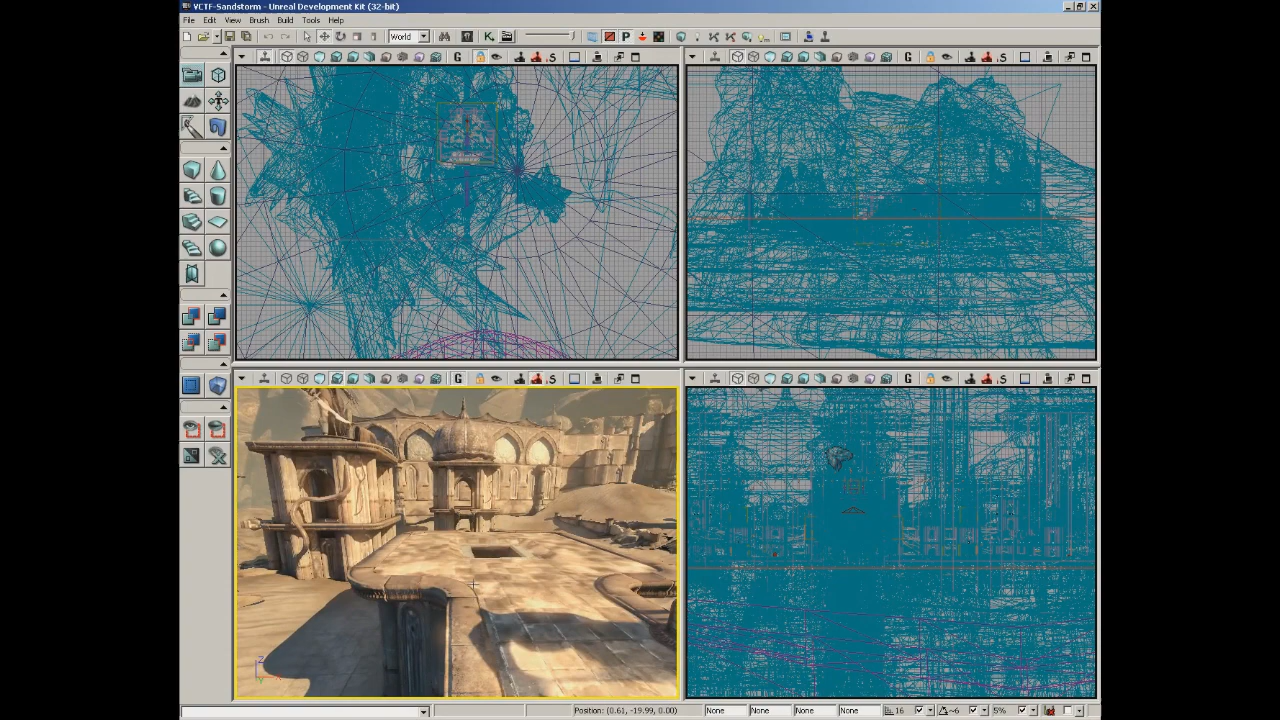 VCTF-Sandstorm - Unreal Development Kit (32-bit)
File Edit View Brush Build Tools Help
World
P
K
G
S
G
S
G
S
G
S
Z
Position: (0.61, -19.99, 0.00)
None
None
None
None
16
~6
5%